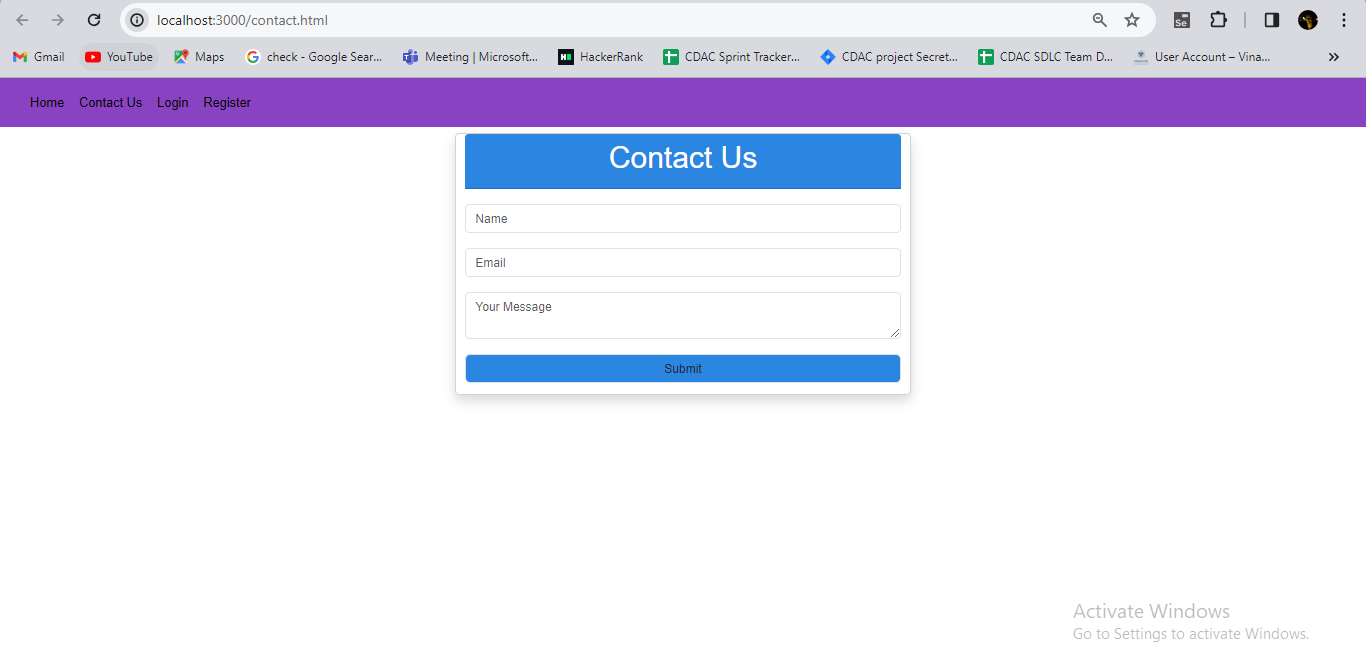 localhost:3000/contact.html
Se
Gmail YouTube Maps check - Google Sear... Meeting | Microsoft... HackerRank CDAC Sprint Tracker... CDAC project Secret... CDAC SDLC Team D... User Account – Vina... »
Home Contact Us Login Register
Contact Us
Name
Email
Your Message
Submit
Activate Windows
Go to Settings to activate Windows.